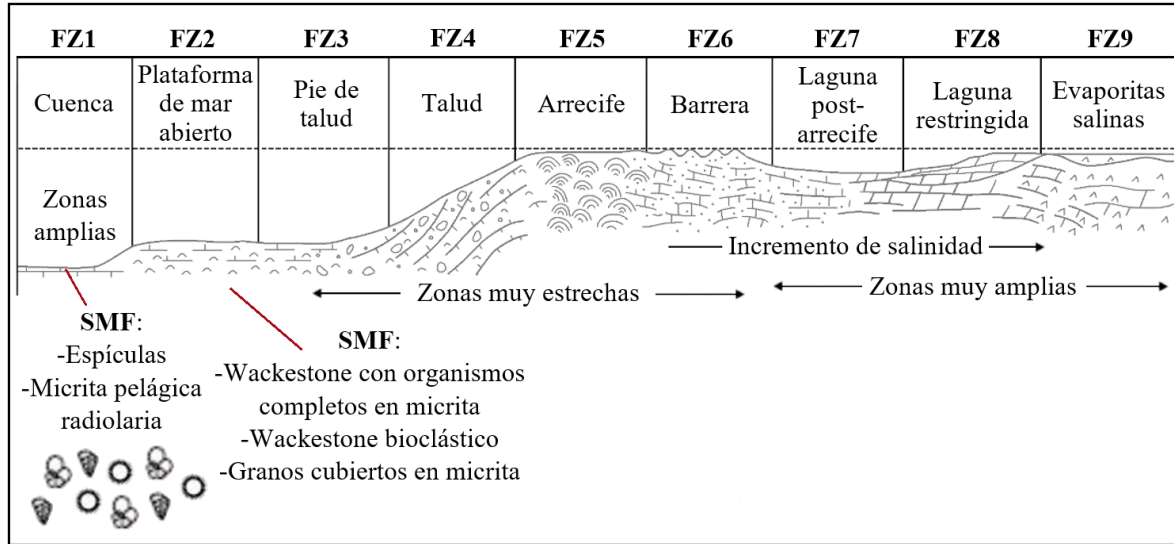 FZ1 FZ2 FZ3 FZ4 FZ5 FZ6 FZ7 FZ8 FZ9
Cuenca
Plataforma
de mar
abierto
Pie de
talud
Talud
Arrecife
Barrera
Laguna
post-
arrecife
Laguna
restringida
Evaporitas
salinas
Zonas
amplias
Incremento de salinidad
Zonas muy estrechas
Zonas muy amplias
SMF:
-Espículas
-Micrita pelágica
radiolaria
SMF:
-Wackestone con organismos
completos en micrita
-Wackestone bioclástico
-Granos cubiertos en micrita